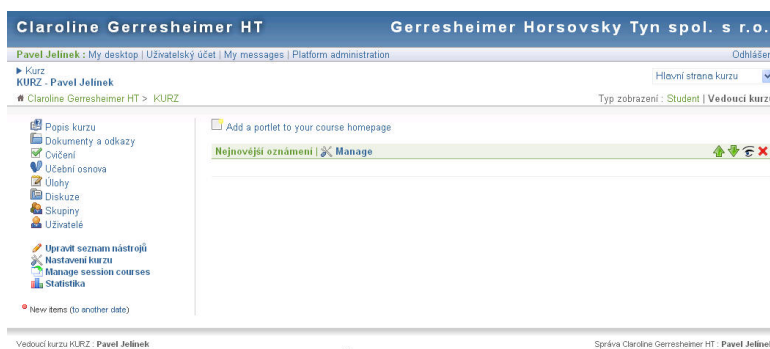 Claroline Gerresheimer HT Gerresheimer Horsovsky Tyn spol. s r.o.
Pavel Jelínek : My desktop | Uživatelský účet | My messages | Platform administration Odhlášen
Kurz
KURZ - Pavel Jelínek
Hlavní strana kurzu
Claroline Gerresheimer HT > KURZ Typ zobrazení : Student | Vedoucí kurzu
Popis kurzu
Dokumenty a odkazy
Cvičení
Učební osnova
Úlohy
Diskuze
Skupiny
Uživatelé
Upravit seznam nástrojů
Nastavení kurzu
Manage session courses
Statistika
New items (to another date)
Add a portlet to your course homepage
Nejnovější oznámení | Manage
Vedoucí kurzu KURZ : Pavel Jelínek Správa Claroline Gerresheimer HT : Pavel Jelínek